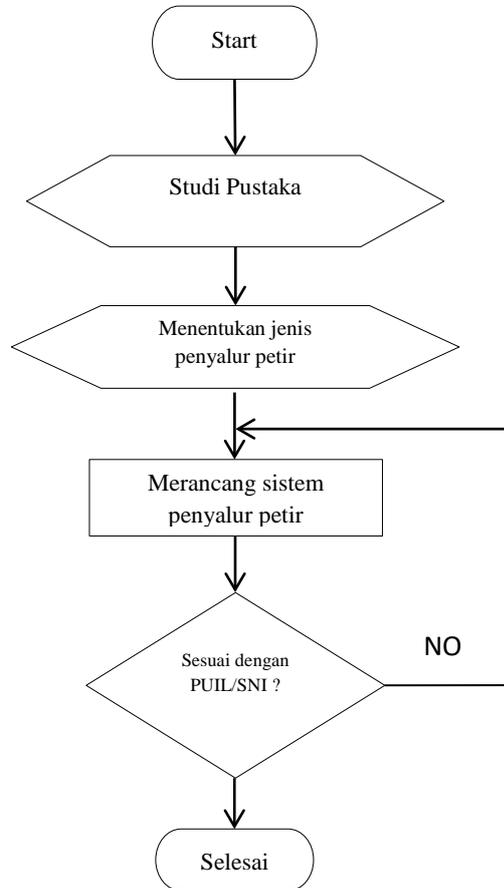 Start
Studi Pustaka
Menentukan jenis
penyalur petir
Merancang sistem
penyalur petir
Sesuai dengan
PUIL/SNI ?
NO
Selesai